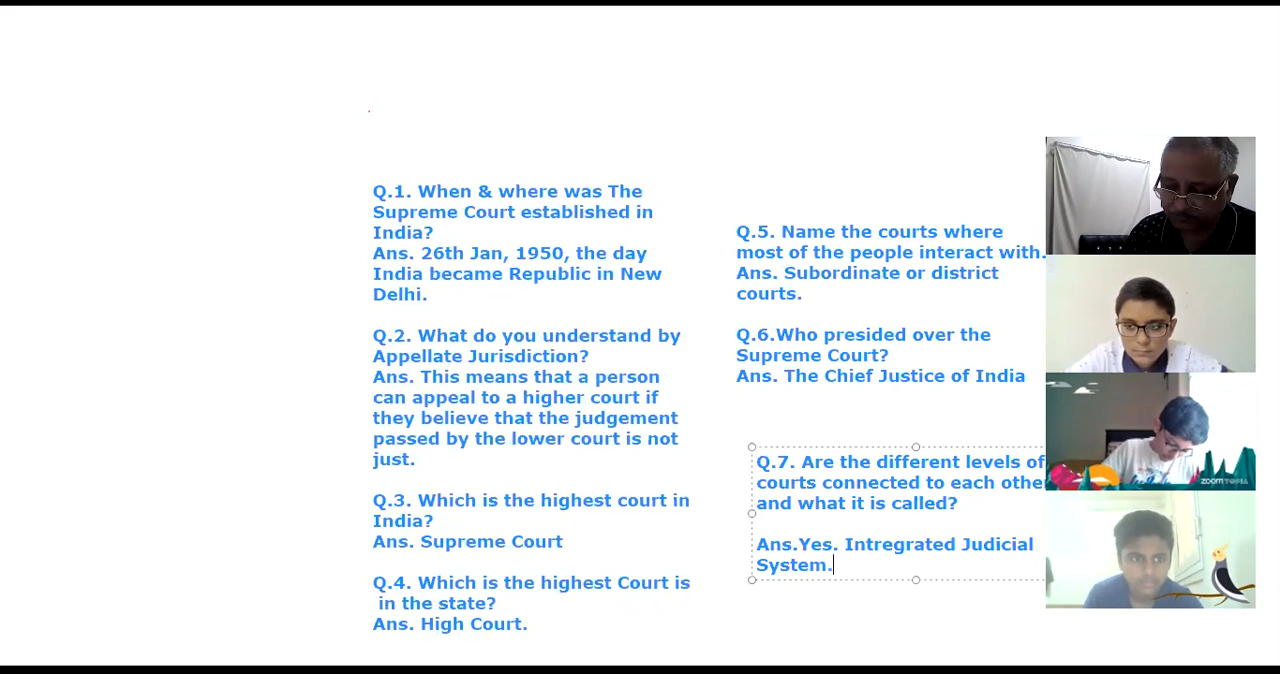 Q.1. When & where was The
Supreme Court established in
India?
Ans. 26th Jan, 1950, the day
India became Republic in New
Delhi.
Q.2. What do you understand by
Appellate Jurisdiction?
Ans. This means that a person
can appeal to a higher court if
they believe that the judgement
passed by the lower court is not
just.
Q.3. Which is the highest court in
India?
Ans. Supreme Court
Q.4. Which is the highest Court is
in the state?
Ans. High Court.
Q.5. Name the courts where
most of the people interact with.
Ans. Subordinate or district
courts.
Q.6.Who presided over the
Supreme Court?
Ans. The Chief Justice of India
Q.7. Are the different levels of
courts connected to each othe
and what it is called?
Ans.Yes. Intregrated Judicial
System.
zoomTOPIA